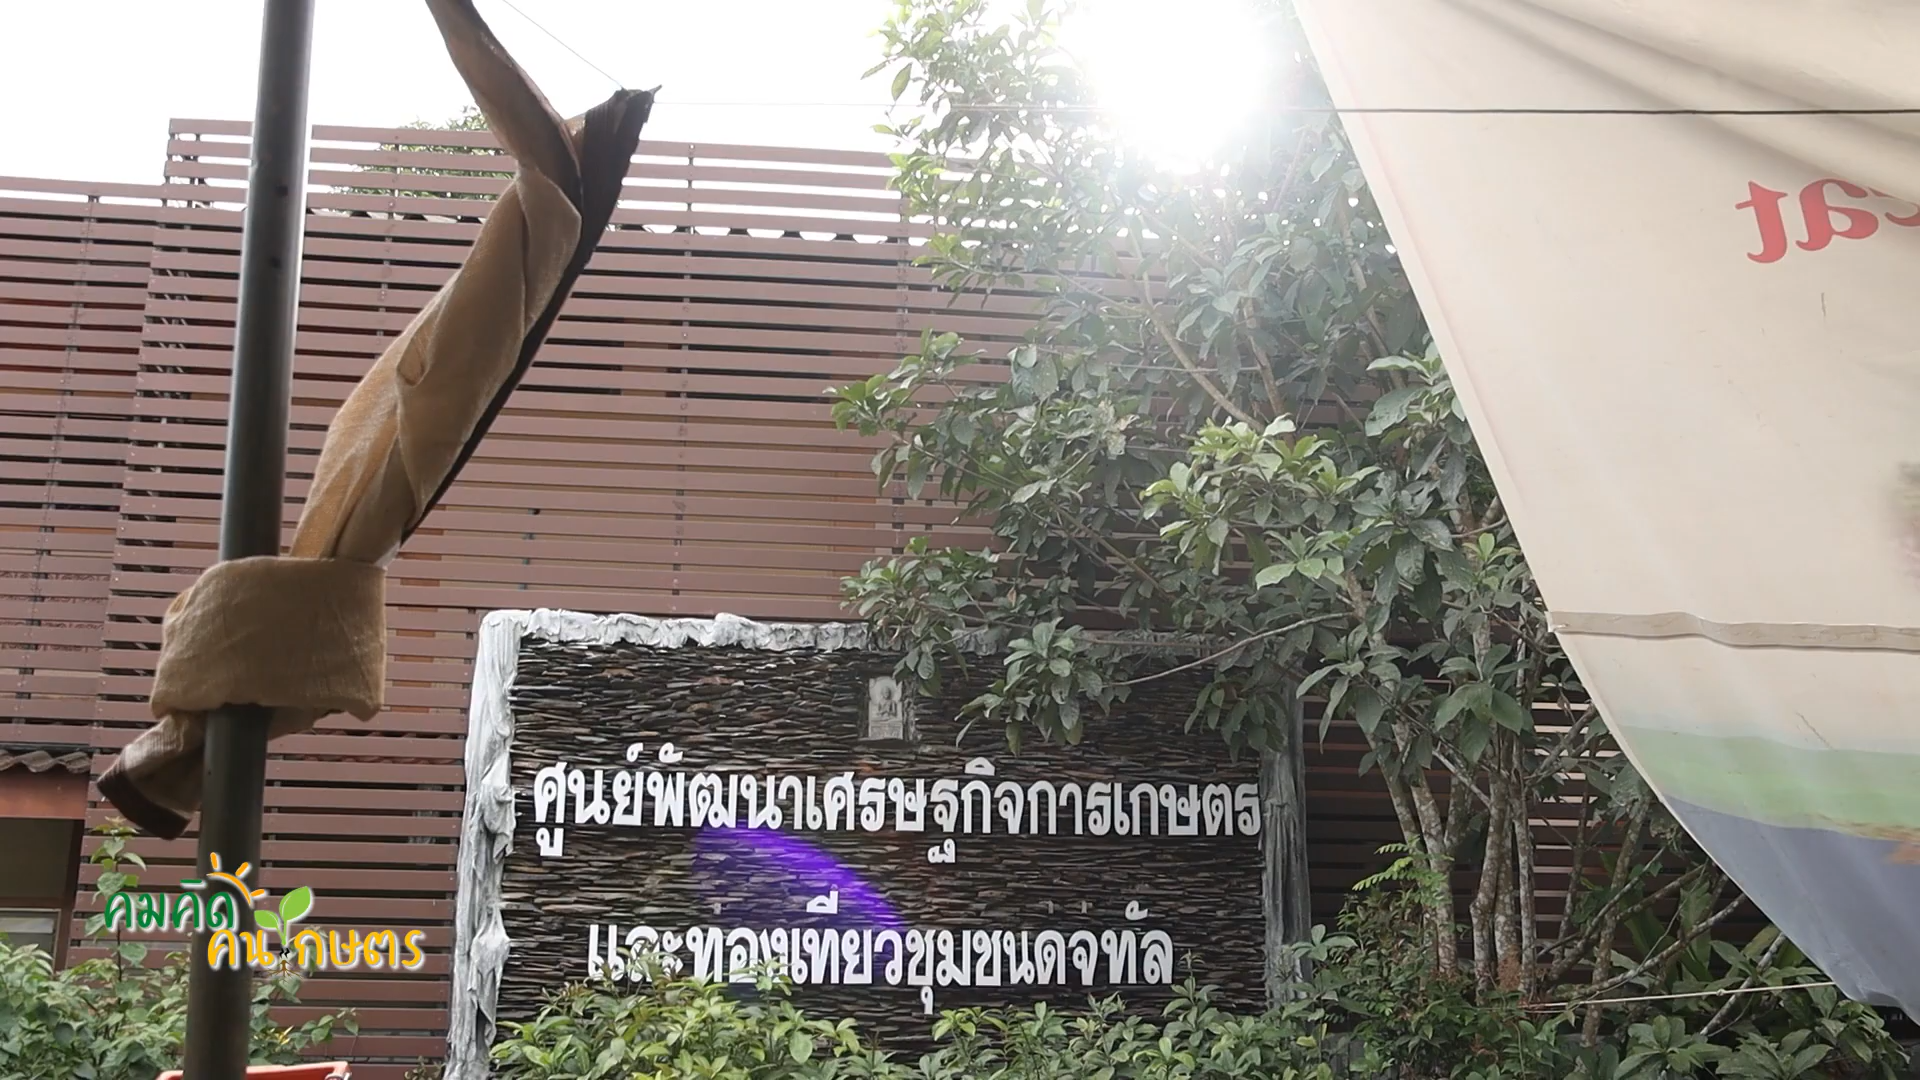 eat
ศูนย์พัฒนาเศรษฐกิจการเกษตร
และท่องเที่ยวชุมชนดจทัล
คมคิด
คนเกษตร